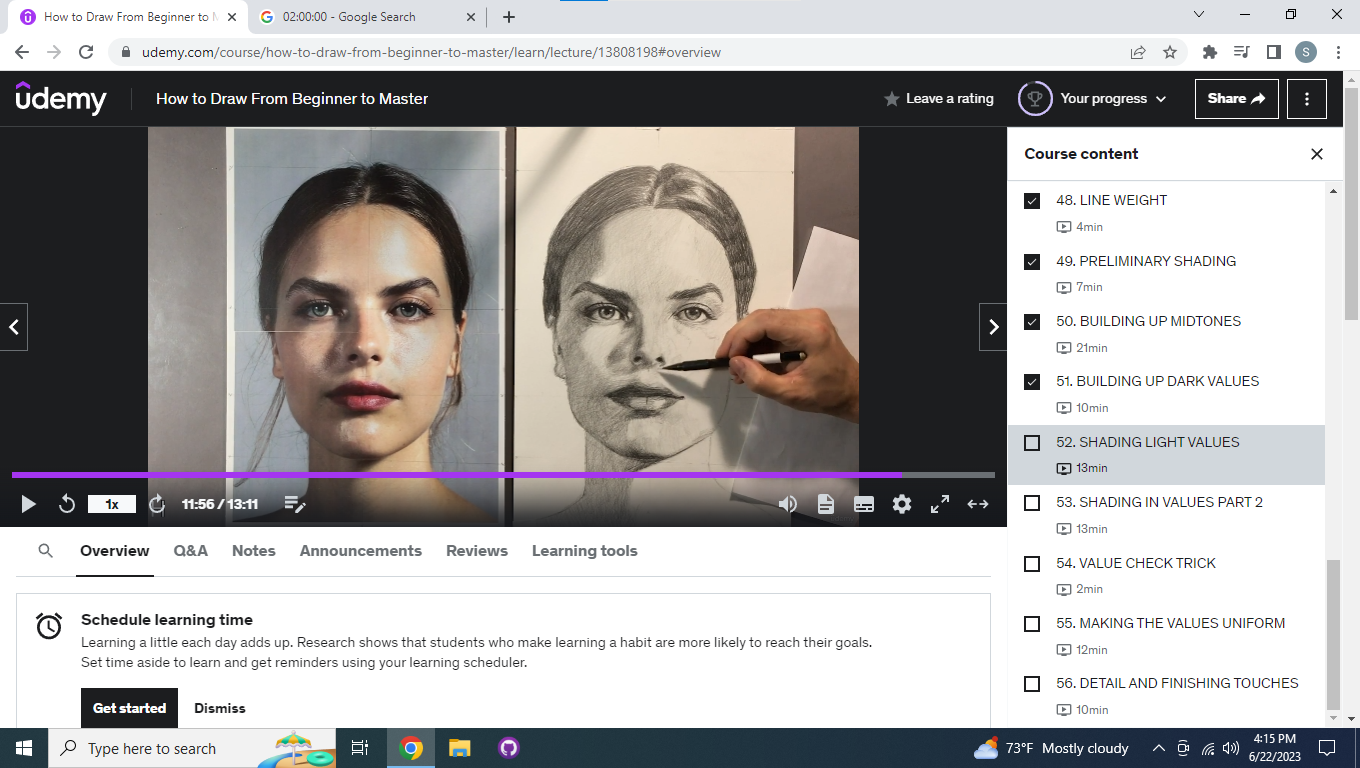 How to Draw From Beginner to M
02:00:00 - Google Search
udemy.com/course/how-to-draw-from-beginner-to-master/learn/lecture/13808198#overview
S
udemy
How to Draw From Beginner to Master
Leave a rating
Your progress
Share
Course content
48. LINE WEIGHT
4min
49. PRELIMINARY SHADING
7min
50. BUILDING UP MIDTONES
21min
51. BUILDING UP DARK VALUES
10min
52. SHADING LIGHT VALUES
13min
53. SHADING IN VALUES PART 2
13min
54. VALUE CHECK TRICK
2min
55. MAKING THE VALUES UNIFORM
12min
56. DETAIL AND FINISHING TOUCHES
10min
1x
11:56 / 13:11
Overview
Q&A
Notes
Announcements
Reviews
Learning tools
Schedule learning time
Learning a little each day adds up. Research shows that students who make learning a habit are more likely to reach their goals.
Set time aside to learn and get reminders using your learning scheduler.
Get started
Dismiss
Type here to search
73°F Mostly cloudy
4:15 PM
6/22/2023